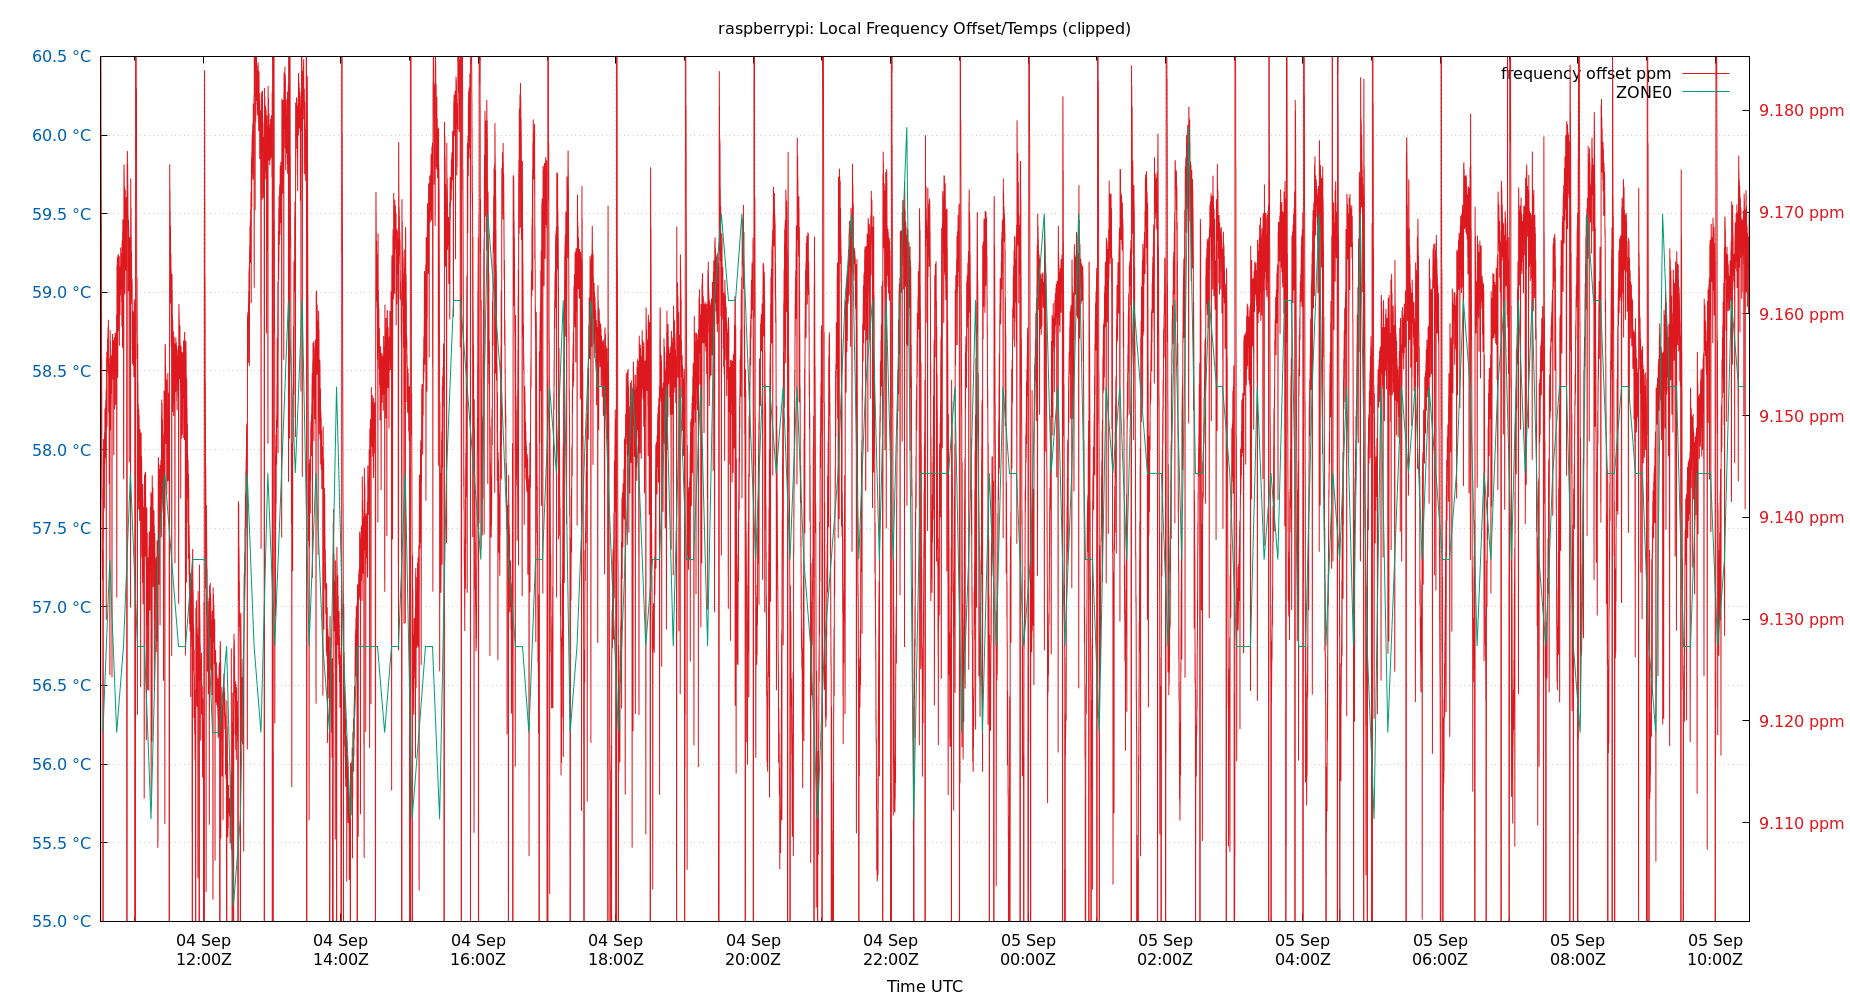 raspberrypi: Local Frequency Offset/Temps (clipped)
frequency offset ppm
ZONE0
60.5 °C
60.0 °C
59.5 °C
59.0 °C
58.5 °C
58.0 °C
57.5 °C
57.0 °C
56.5 °C
56.0 °C
55.5 °C
55.0 °C
9.180 ppm
9.170 ppm
9.160 ppm
9.150 ppm
9.140 ppm
9.130 ppm
9.120 ppm
9.110 ppm
04 Sep
12:00Z
04 Sep
14:00Z
04 Sep
16:00Z
04 Sep
18:00Z
04 Sep
20:00Z
04 Sep
22:00Z
05 Sep
00:00Z
05 Sep
02:00Z
05 Sep
04:00Z
05 Sep
06:00Z
05 Sep
08:00Z
05 Sep
10:00Z
Time UTC